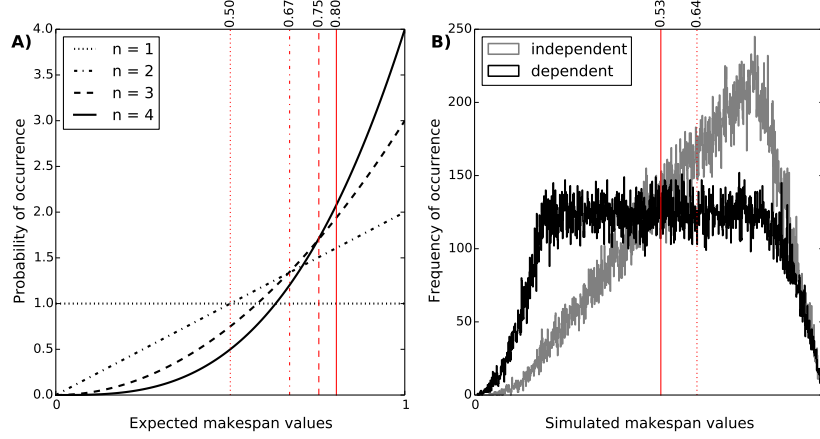 A)
0.50
0.67
0.75
0.80
n = 1
n = 2
n = 3
n = 4
4.0
3.5
3.0
2.5
2.0
1.5
1.0
0.5
0.0
Probability of occurrence
0
1
Expected makespan values
B)
0.53
0.64
independent
dependent
250
200
150
100
50
0
Frequency of occurrence
0
Simulated makespan values